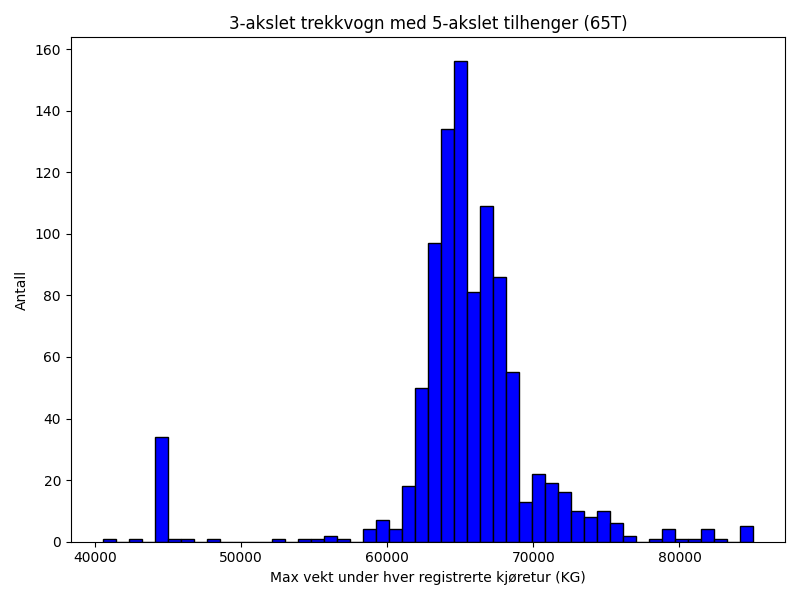 3-akslet trekkvogn med 5-akslet tilhenger (65T)
160
140
120
100
80
60
40
20
0
Antall
40000 50000 60000 70000 80000
Max vekt under hver registrerte kjøretur (KG)